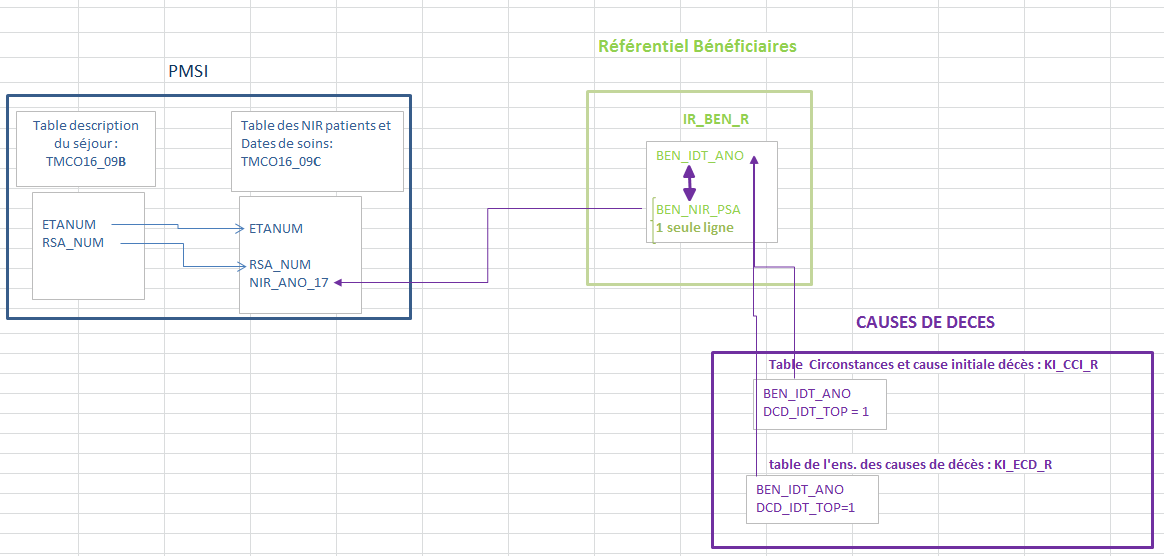 PMSI
Table description
du séjour :
TMCO16_09B
Table des NIR patients et
Dates de soins:
TMCO16_09C
ETANUM
RSA_NUM
ETANUM
RSA_NUM
NIR_ANO_17
Référentiel Bénéficiaires
IR_BEN_R
BEN_IDT_ANO
BEN_NIR_PSA
1 seule ligne
CAUSES DE DECES
Table Circonstances et cause initiale décès : KI_CCI_R
BEN_IDT_ANO
DCD_IDT_TOP = 1
table de l'ens. des causes de décès : KI_ECD_R
BEN_IDT_ANO
DCD_IDT_TOP=1